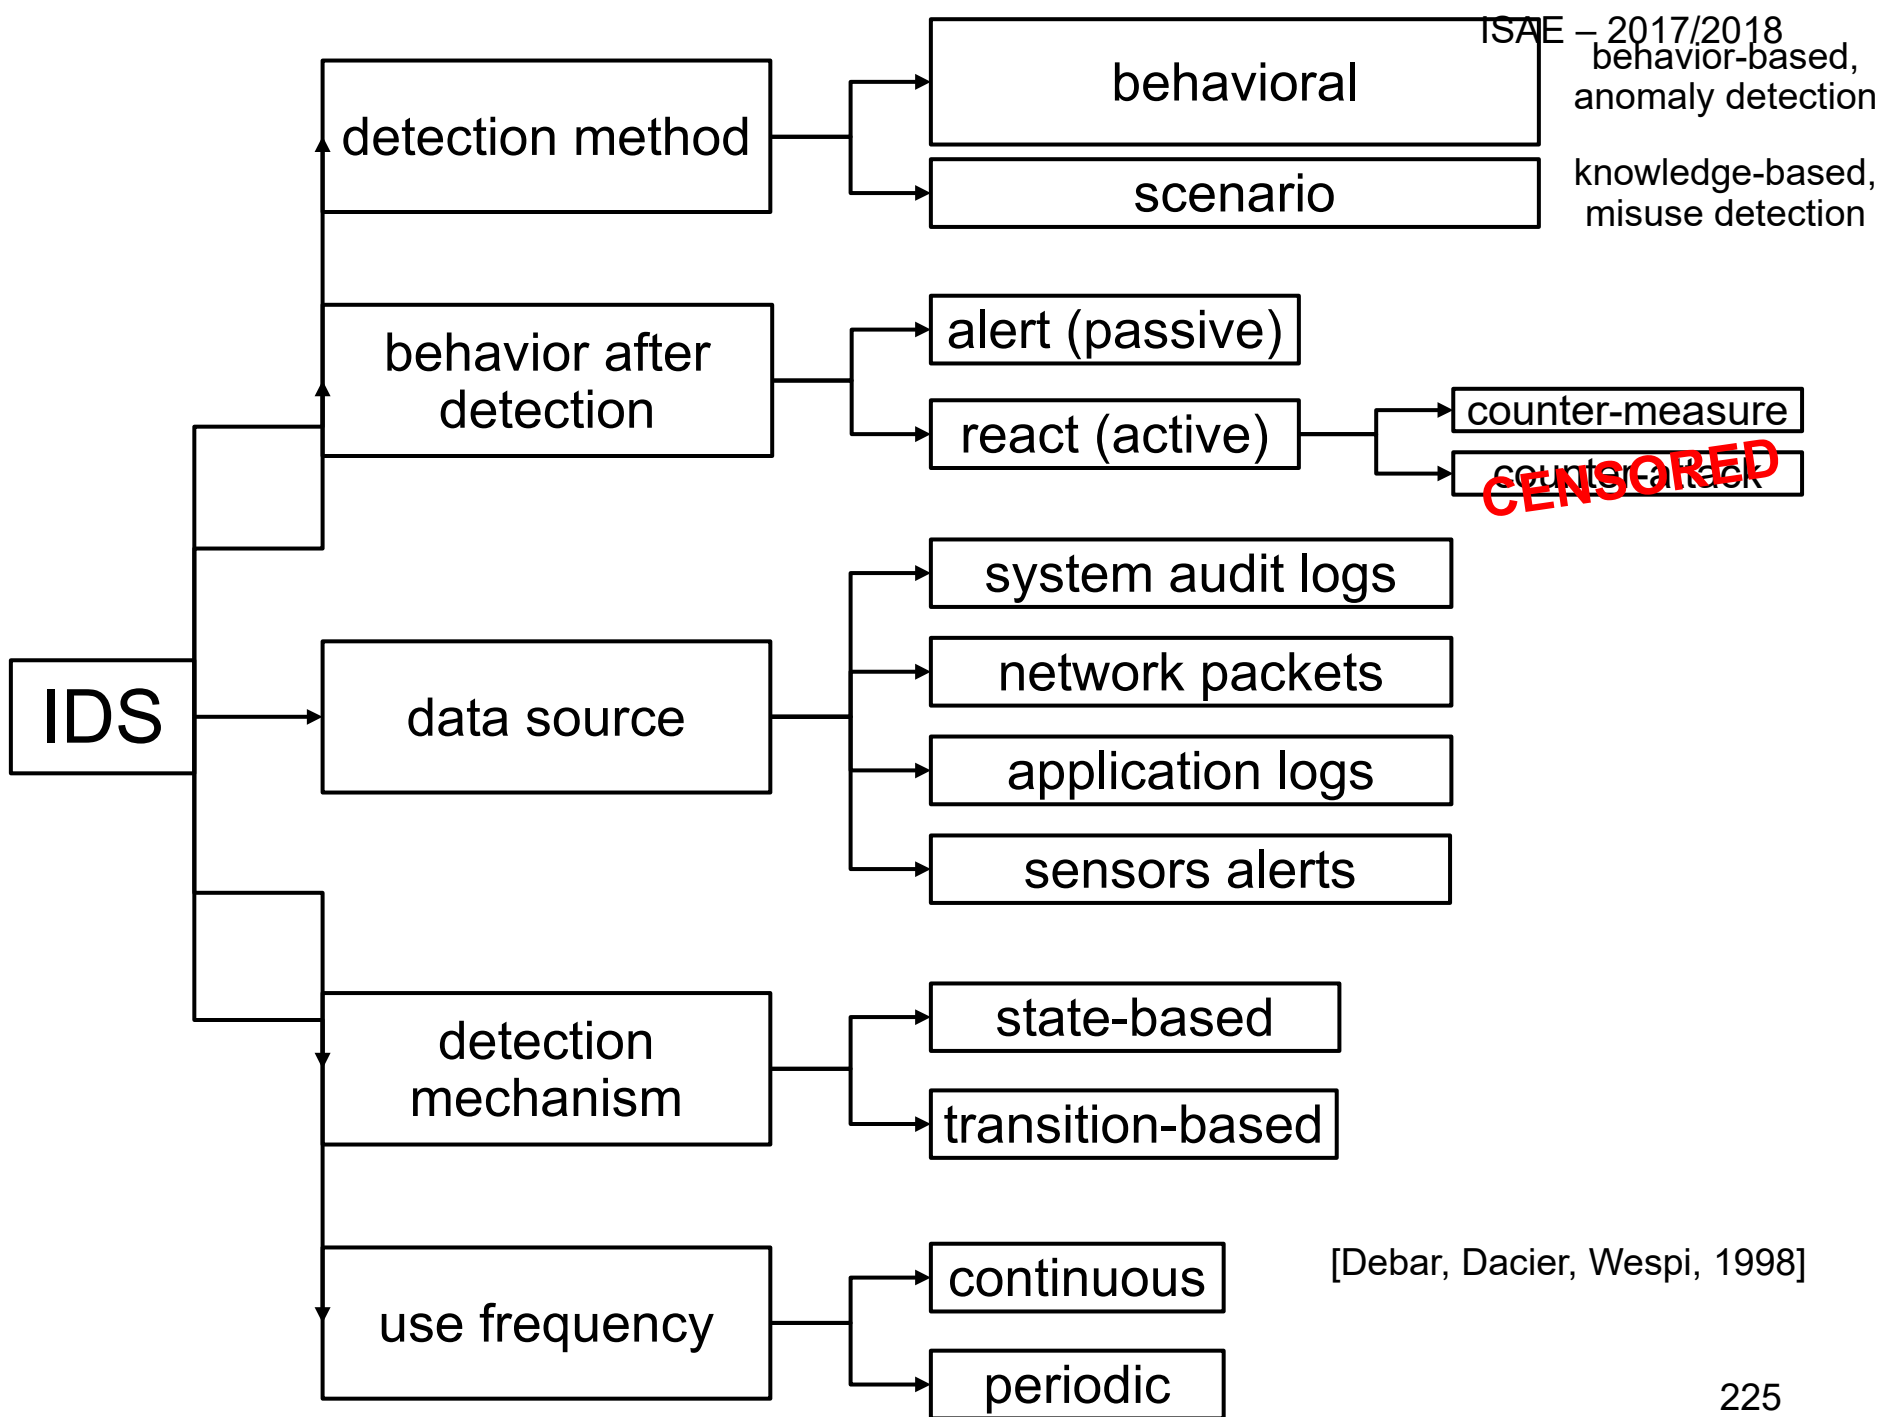 ISAE – 2017/2018
behavioral
behavior-based,
anomaly detection
detection method
scenario
knowledge-based,
misuse detection
behavior after
detection
alert (passive)
react (active)
counter-measure
counter-attack
CENSORED
system audit logs
network packets
IDS
data source
application logs
sensors alerts
detection
mechanism
state-based
transition-based
use frequency
continuous
[Debar, Dacier, Wespi, 1998]
periodic
225